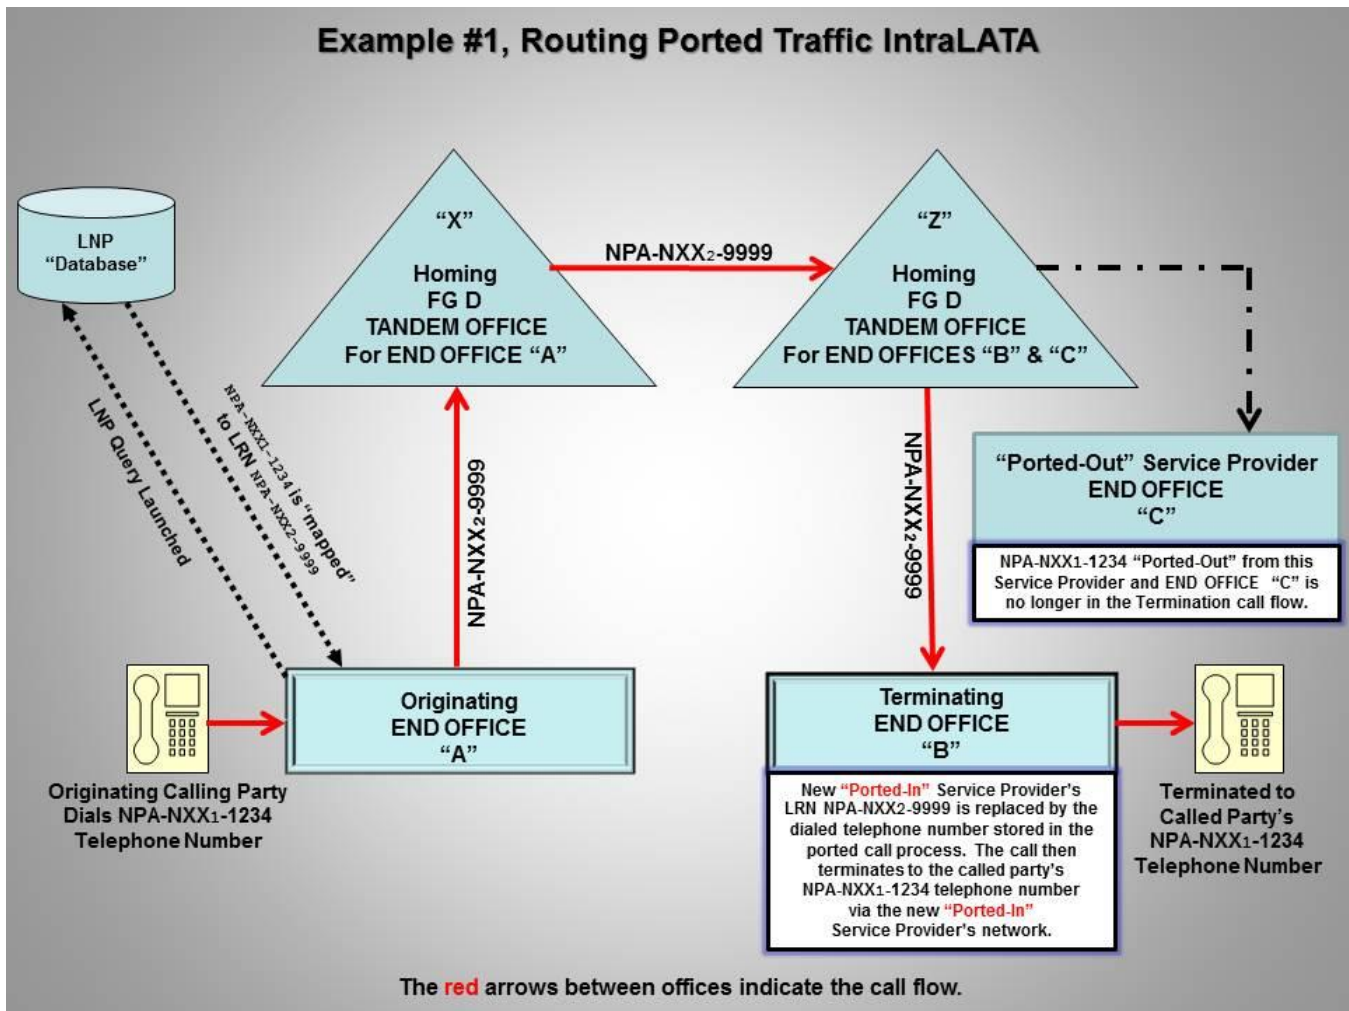 Example #1, Routing Ported Traffic IntraLATA
LNP
“Database”
“X”
Homing
FG D
TANDEM OFFICE
For END OFFICE “A”
NPA-NXX2-9999
“Z”
Homing
FG D
TANDEM OFFICE
For END OFFICES “B” & “C”
LNP Query Launched
NPA-NXX1-1234 is “mapped”
to LRN NPA-NXX2-9999
NPA-NXX2-9999
NPA-NXX2-9999
“Ported-Out” Service Provider
END OFFICE
“C”
NPA-NXX1-1234 “Ported-Out” from this
Service Provider and END OFFICE “C” is
no longer in the Termination call flow.
Originating
END OFFICE
“A”
Terminating
END OFFICE
“B”
Originating Calling Party
Dials NPA-NXX1-1234
Telephone Number
New “Ported-In” Service Provider’s
LRN NPA-NXX2-9999 is replaced by the
dialed telephone number stored in the
ported call process. The call then
terminates to the called party’s
NPA-NXX1-1234 telephone number
via the new “Ported-In”
Service Provider’s network.
Terminated to
Called Party’s
NPA-NXX1-1234
Telephone Number
The red arrows between offices indicate the call flow.